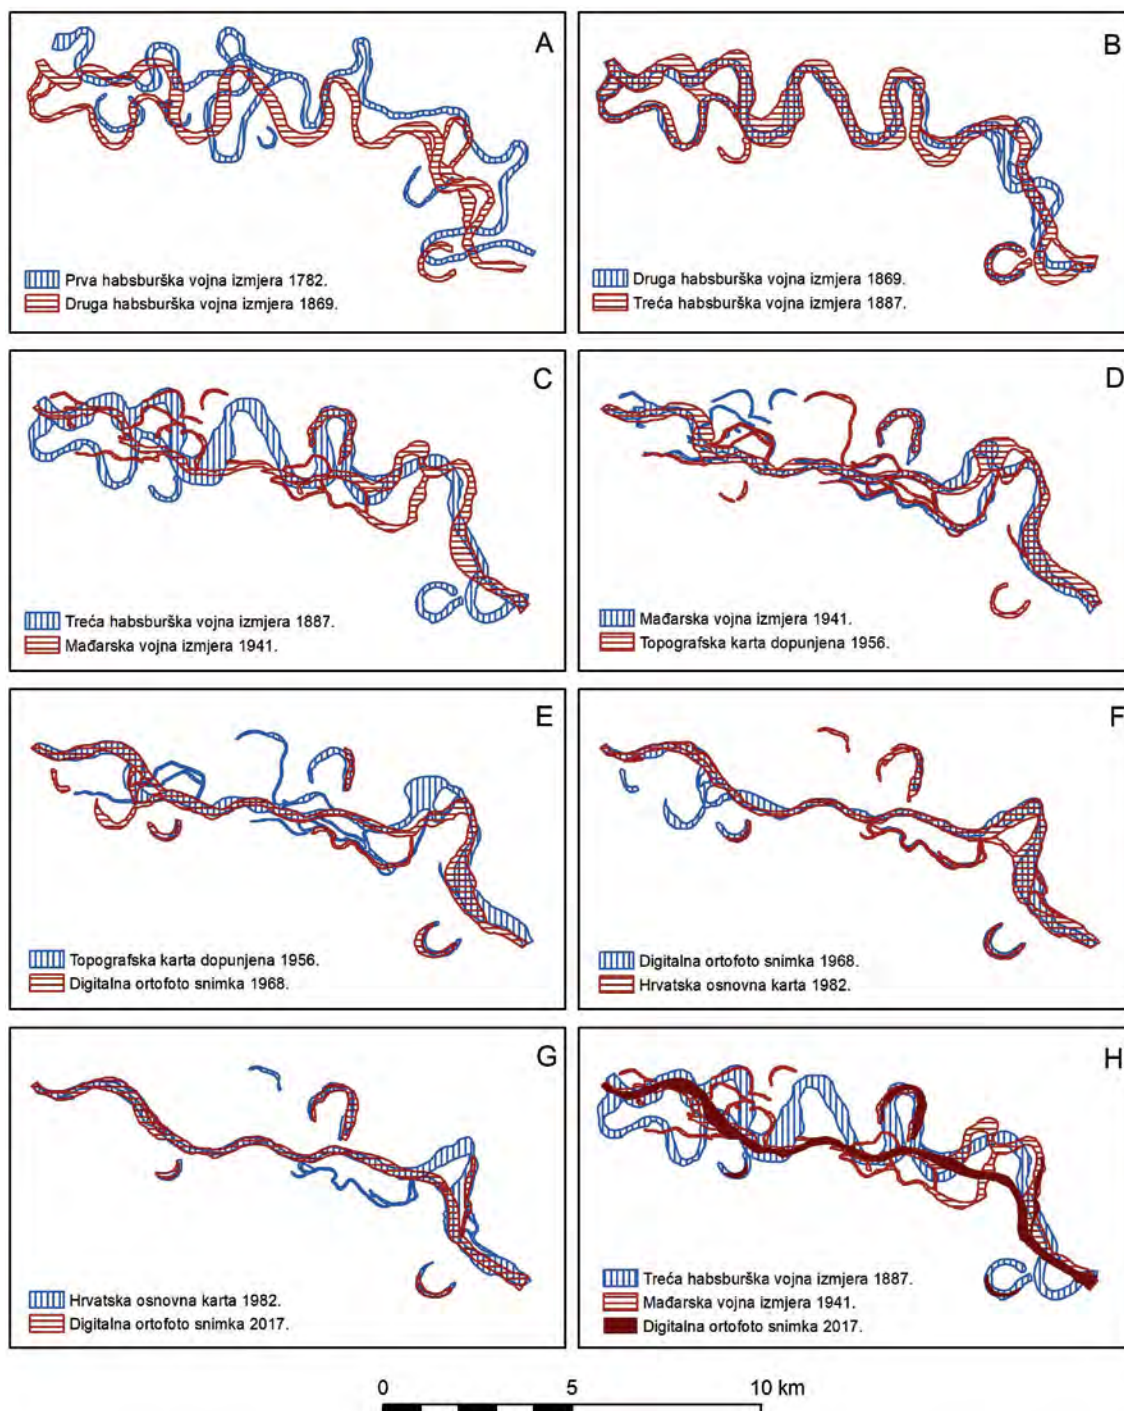 A
Prva habsburška vojna izmjera 1782.
Druga habsburška vojna izmjera 1869.
B
Druga habsburška vojna izmjera 1869.
Treća habsburška vojna izmjera 1887.
C
Treća habsburška vojna izmjera 1887.
Mađarska vojna izmjera 1941.
D
Mađarska vojna izmjera 1941.
Topografska karta dopunjena 1956.
E
Topografska karta dopunjena 1956.
Digitalna ortofoto snimka 1968.
F
Digitalna ortofoto snimka 1968.
Hrvatska osnovna karta 1982.
G
Hrvatska osnovna karta 1982.
Digitalna ortofoto snimka 2017.
H
Treća habsburška vojna izmjera 1887.
Mađarska vojna izmjera 1941.
Digitalna ortofoto snimka 2017.
0 5 10 km